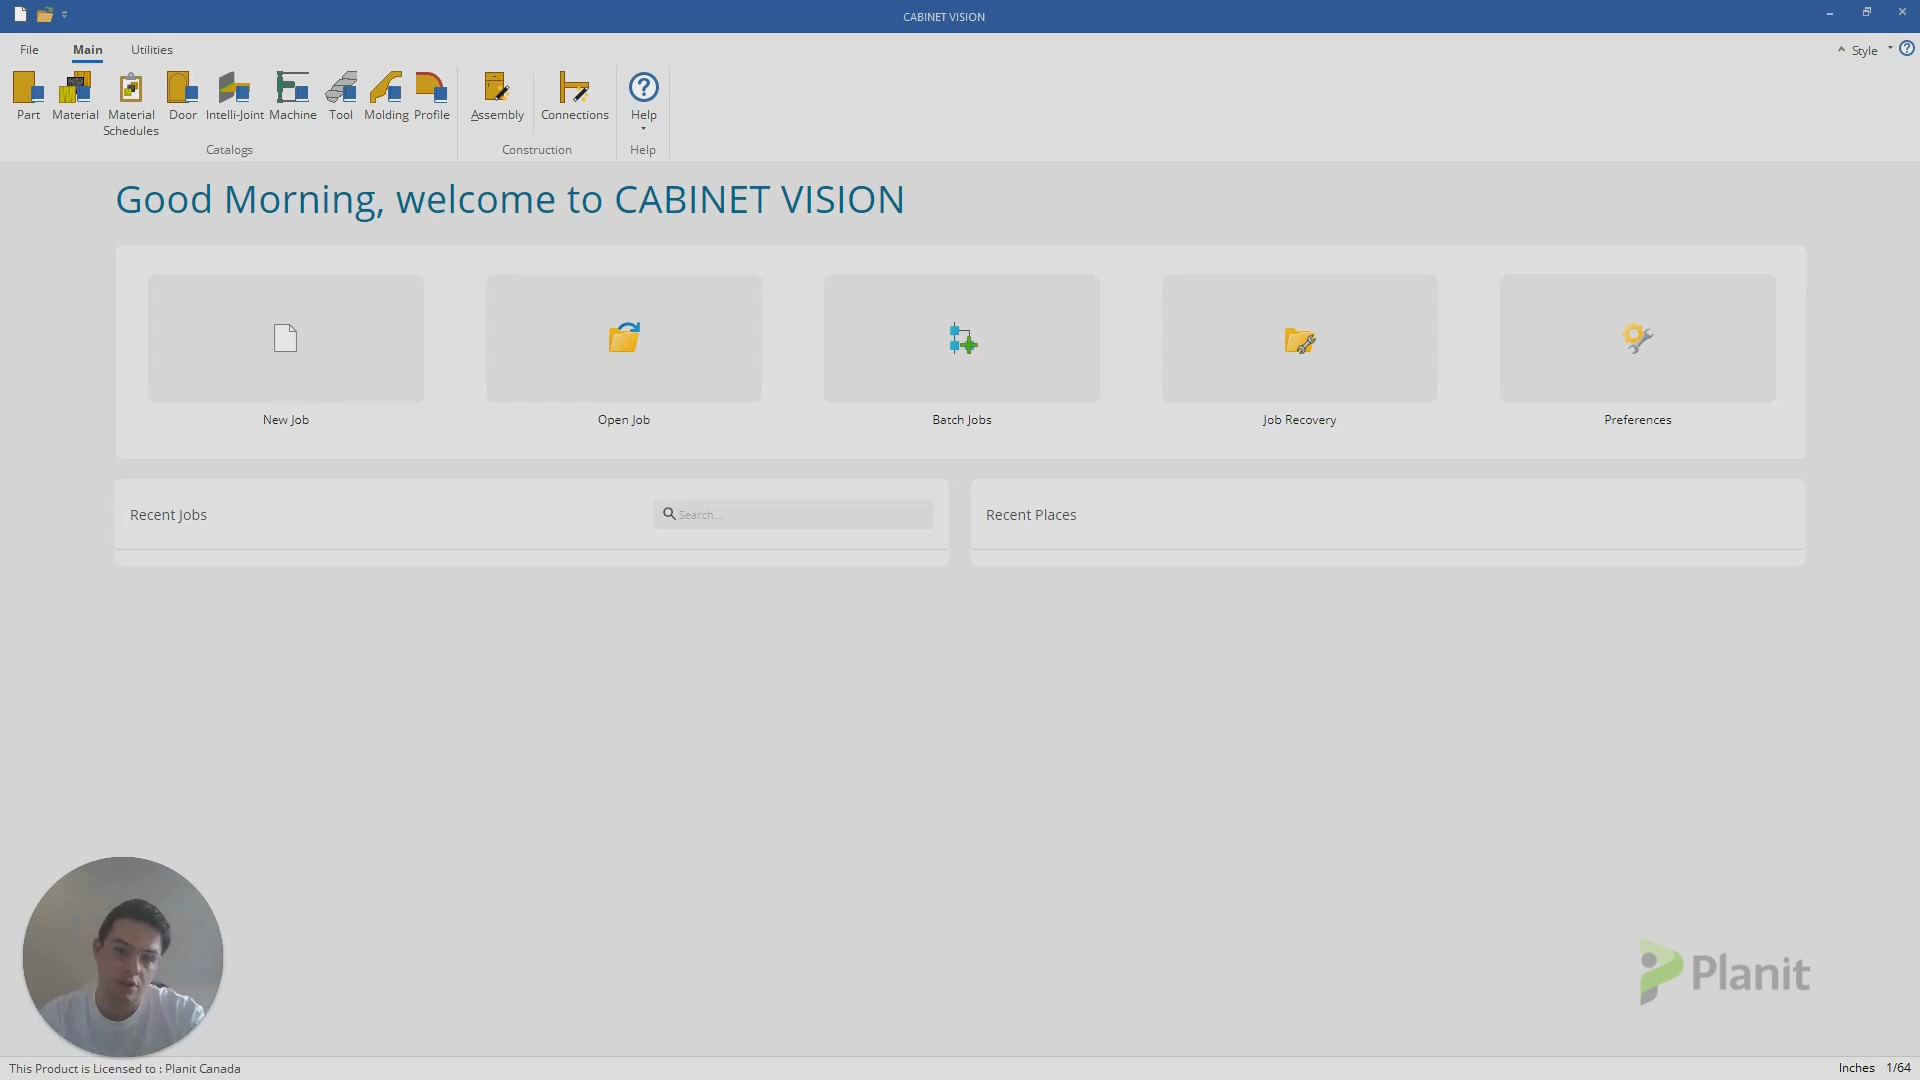 CABINET VISION
File
Main
Utilities
Style
Part
Material
Material
Schedules
Door
Intelli-Joint
Machine
Tool
Molding
Profile
Assembly
Connections
Help
Catalogs
Construction
Help
Good Morning, welcome to CABINET VISION
New Job
Open Job
Batch Jobs
Job Recovery
Preferences
Recent Jobs
Search...
Recent Places
Planit
This Product is Licensed to : Planit Canada
Inches 1/64